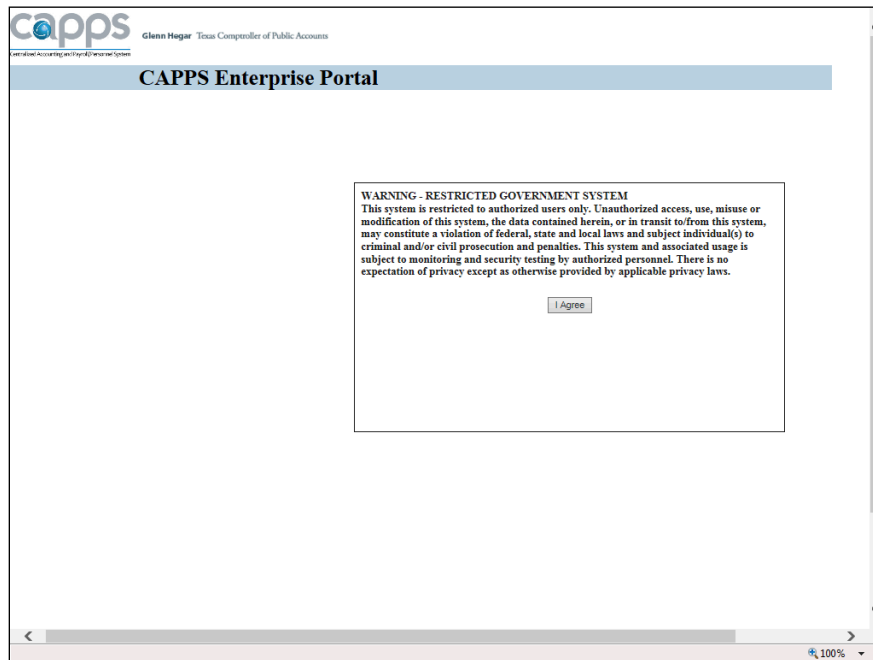 capps
Glenn Hegar Texas Comptroller of Public Accounts
Centralized Accounting and Payroll/Personnel System
CAPPS Enterprise Portal
WARNING - RESTRICTED GOVERNMENT SYSTEM
This system is restricted to authorized users only. Unauthorized access, use, misuse or
modification of this system, the data contained herein, or in transit to/from this system,
may constitute a violation of federal, state and local laws and subject individual(s) to
criminal and/or civil prosecution and penalties. This system and associated usage is
subject to monitoring and security testing by authorized personnel. There is no
expectation of privacy except as otherwise provided by applicable privacy laws.
I Agree
100%